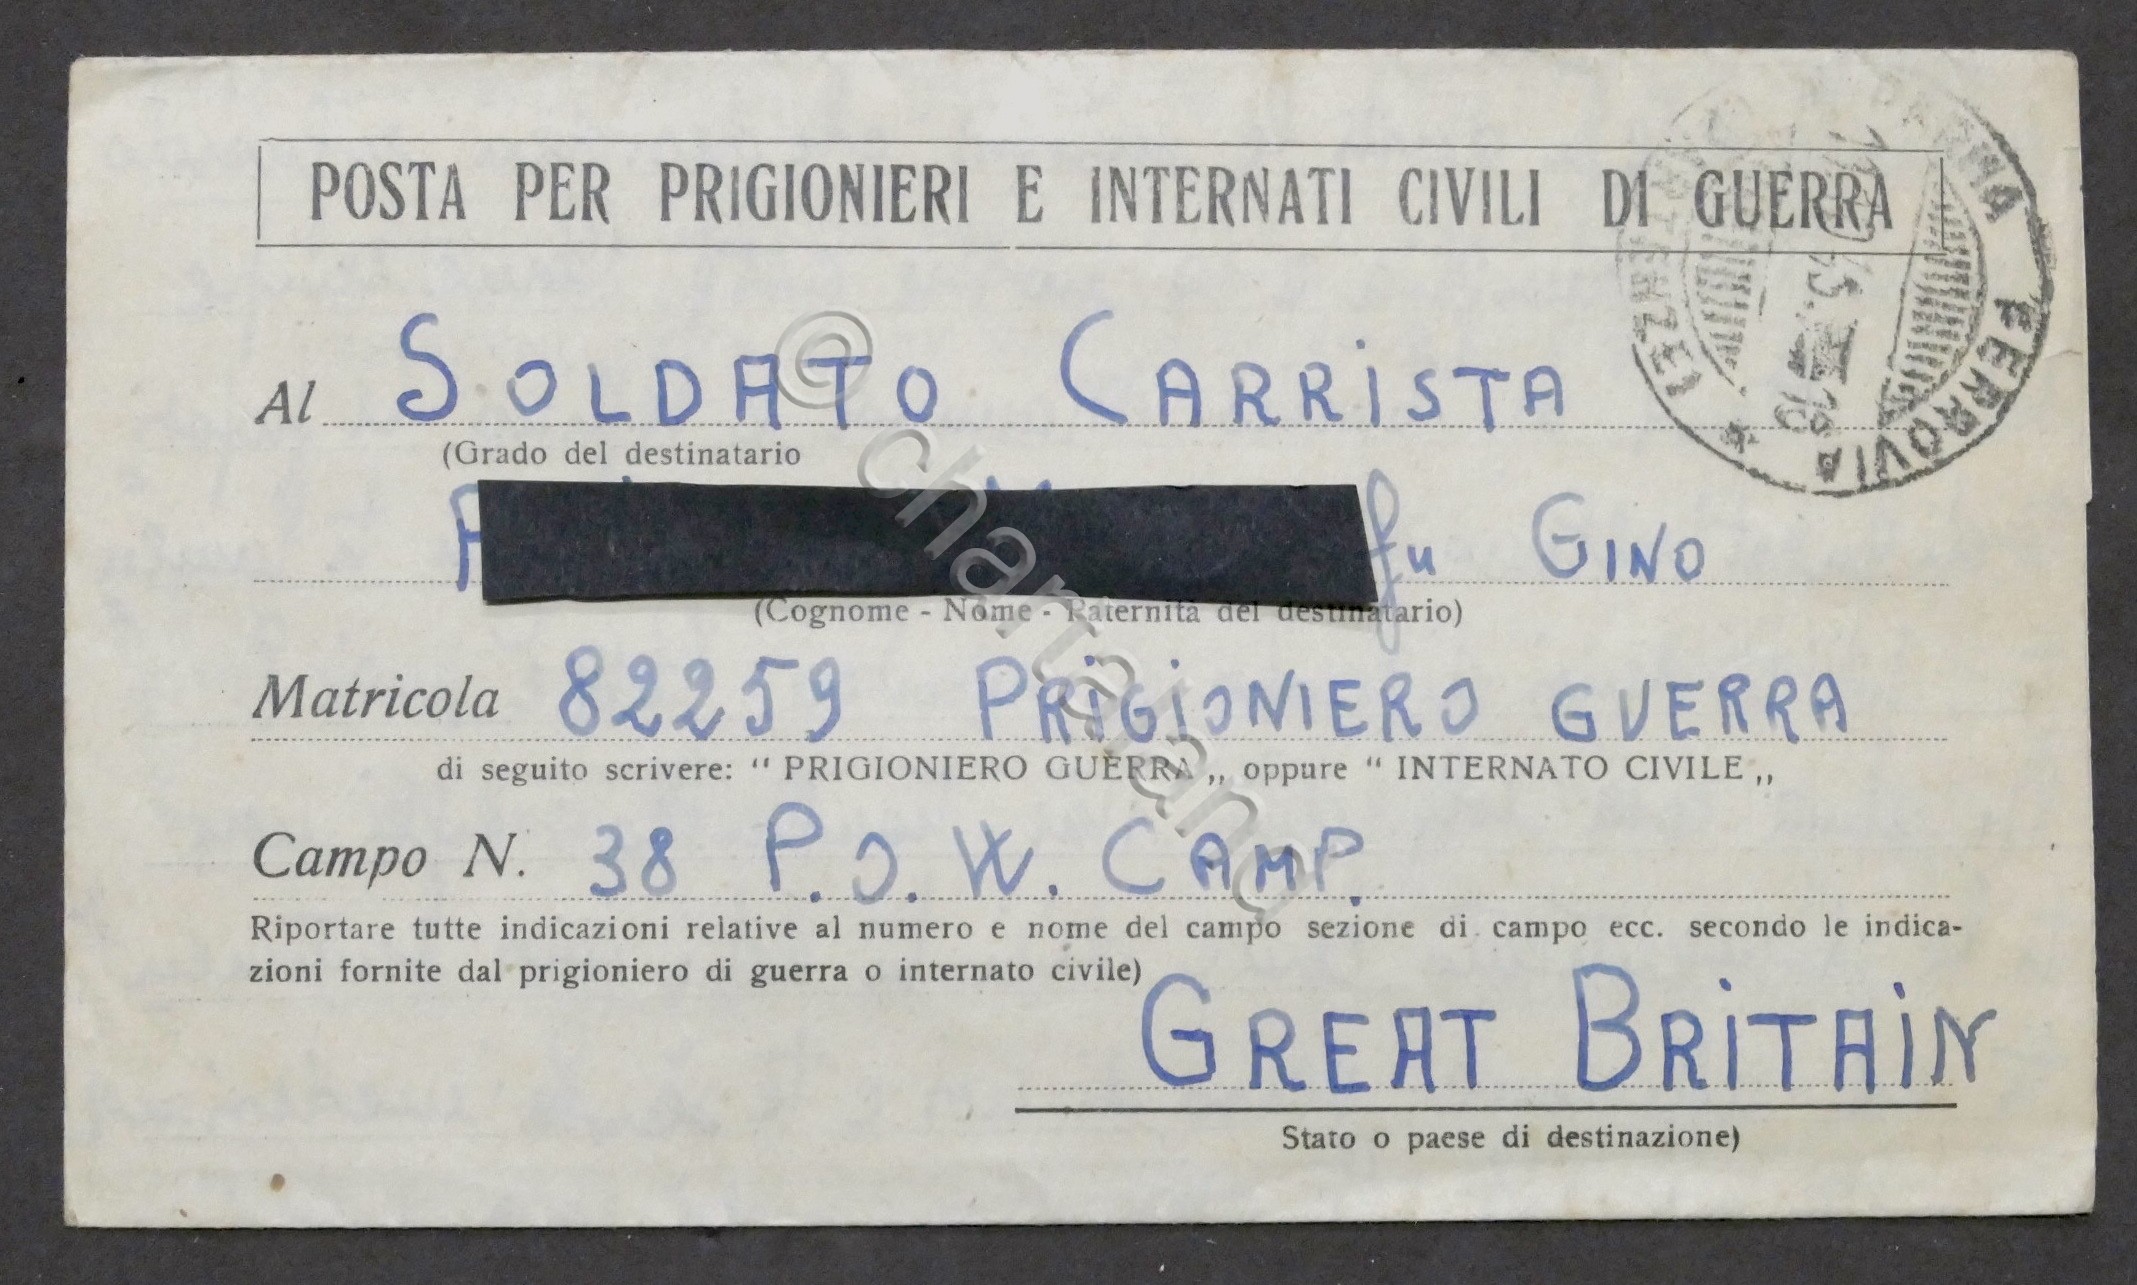 POSTA PER PRIGIONIERI E INTERNATI CIVILI DI GUERRA
FERROVIA
Al SOLDATO CARRISTA
(Grado del destinatario
fu GINO
(Cognome - Nome - Paternità del destinatario)
Matricola 82259 PRIGIONIERO GUERRA
di seguito scrivere: “ PRIGIONIERO GUERRA „ oppure “ INTERNATO CIVILE „
Campo N. 38 P.O.W. CAMP.
Riportare tutte indicazioni relative al numero e nome del campo sezione di campo ecc. secondo le indica-
zioni fornite dal prigioniero di guerra o internato civile)
GREAT BRITAIN
Stato o paese di destinazione)
© chartaland